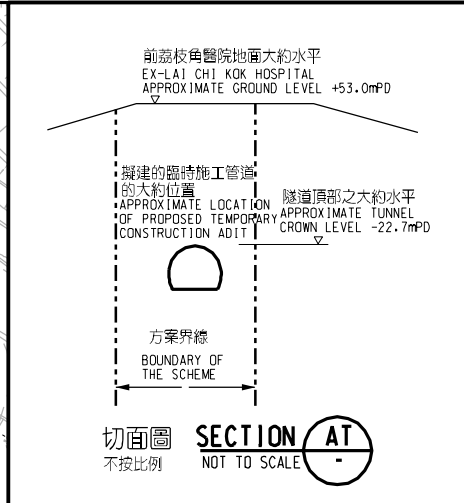 前荔枝角醫院地面大約水平
EX-LAI CHI KOK HOSPITAL
APPROXIMATE GROUND LEVEL +53.0mPD
擬建的臨時施工管道
的大約位置
APPROXIMATE LOCATION
OF PROPOSED TEMPORARY
CONSTRUCTION ADIT
隧道頂部之大約水平
APPROXIMATE TUNNEL
CROWN LEVEL -22.7mPD
方案界線
BOUNDARY OF
THE SCHEME
切面圖 SECTION AT
不按比例 NOT TO SCALE -